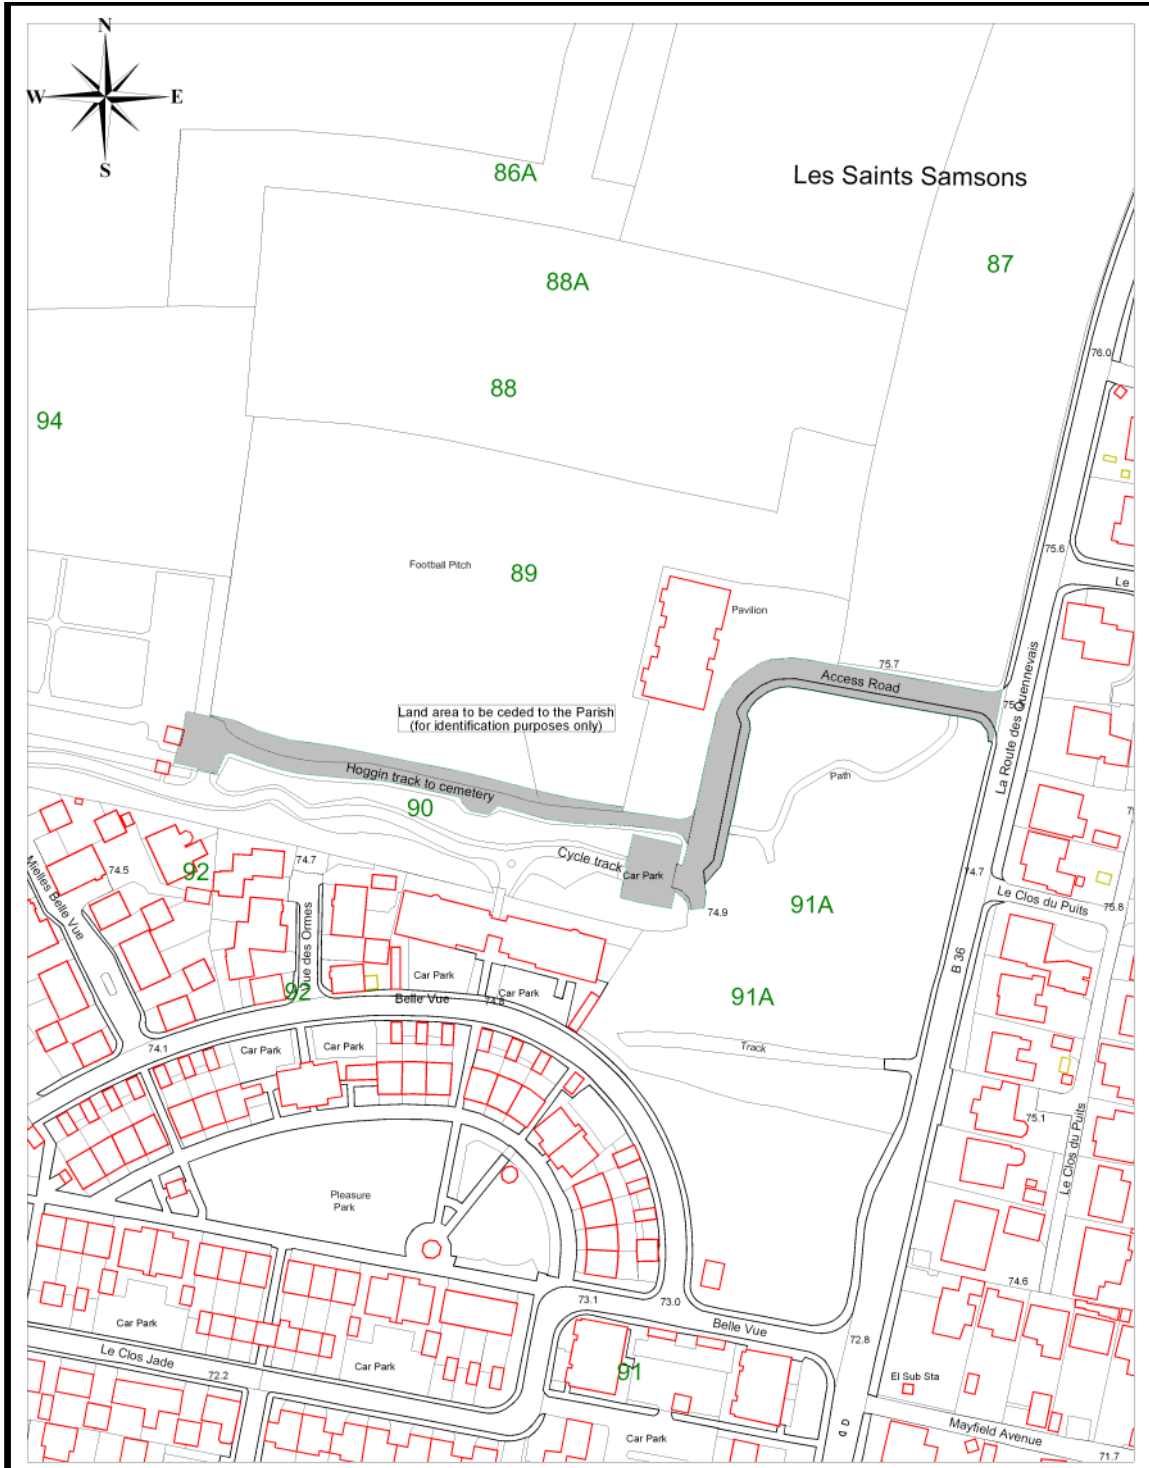 N
W E
S
86A
Les Saints Samsons
87
88A
76.0
88
94
75.6
Football Pitch
89
Le
Pavilion
La Route des Quennevais
75.7
Access Road
Land area to be ceded to the Parish
(for identification purposes only)
Hoggin track to cemetery
Path
90
Cycle track
Car Park
74.7
74.5
92
74.7
Le Clos du Puits
75.8
91A
74.9
Mielles Belle Vue
Rue des Ormes
B 36
Car Park
Car Park
92
Belle Vue
74.8
91A
74.1
Car Park
Car Park
Track
75.1
Le Clos du Puits
Pleasure
Park
74.6
73.1
73.0
Belle Vue
72.8
Car Park
Le Clos Jade
Car Park
72.2
91
El Sub Sta
Mayfield Avenue
Car Park
71.7